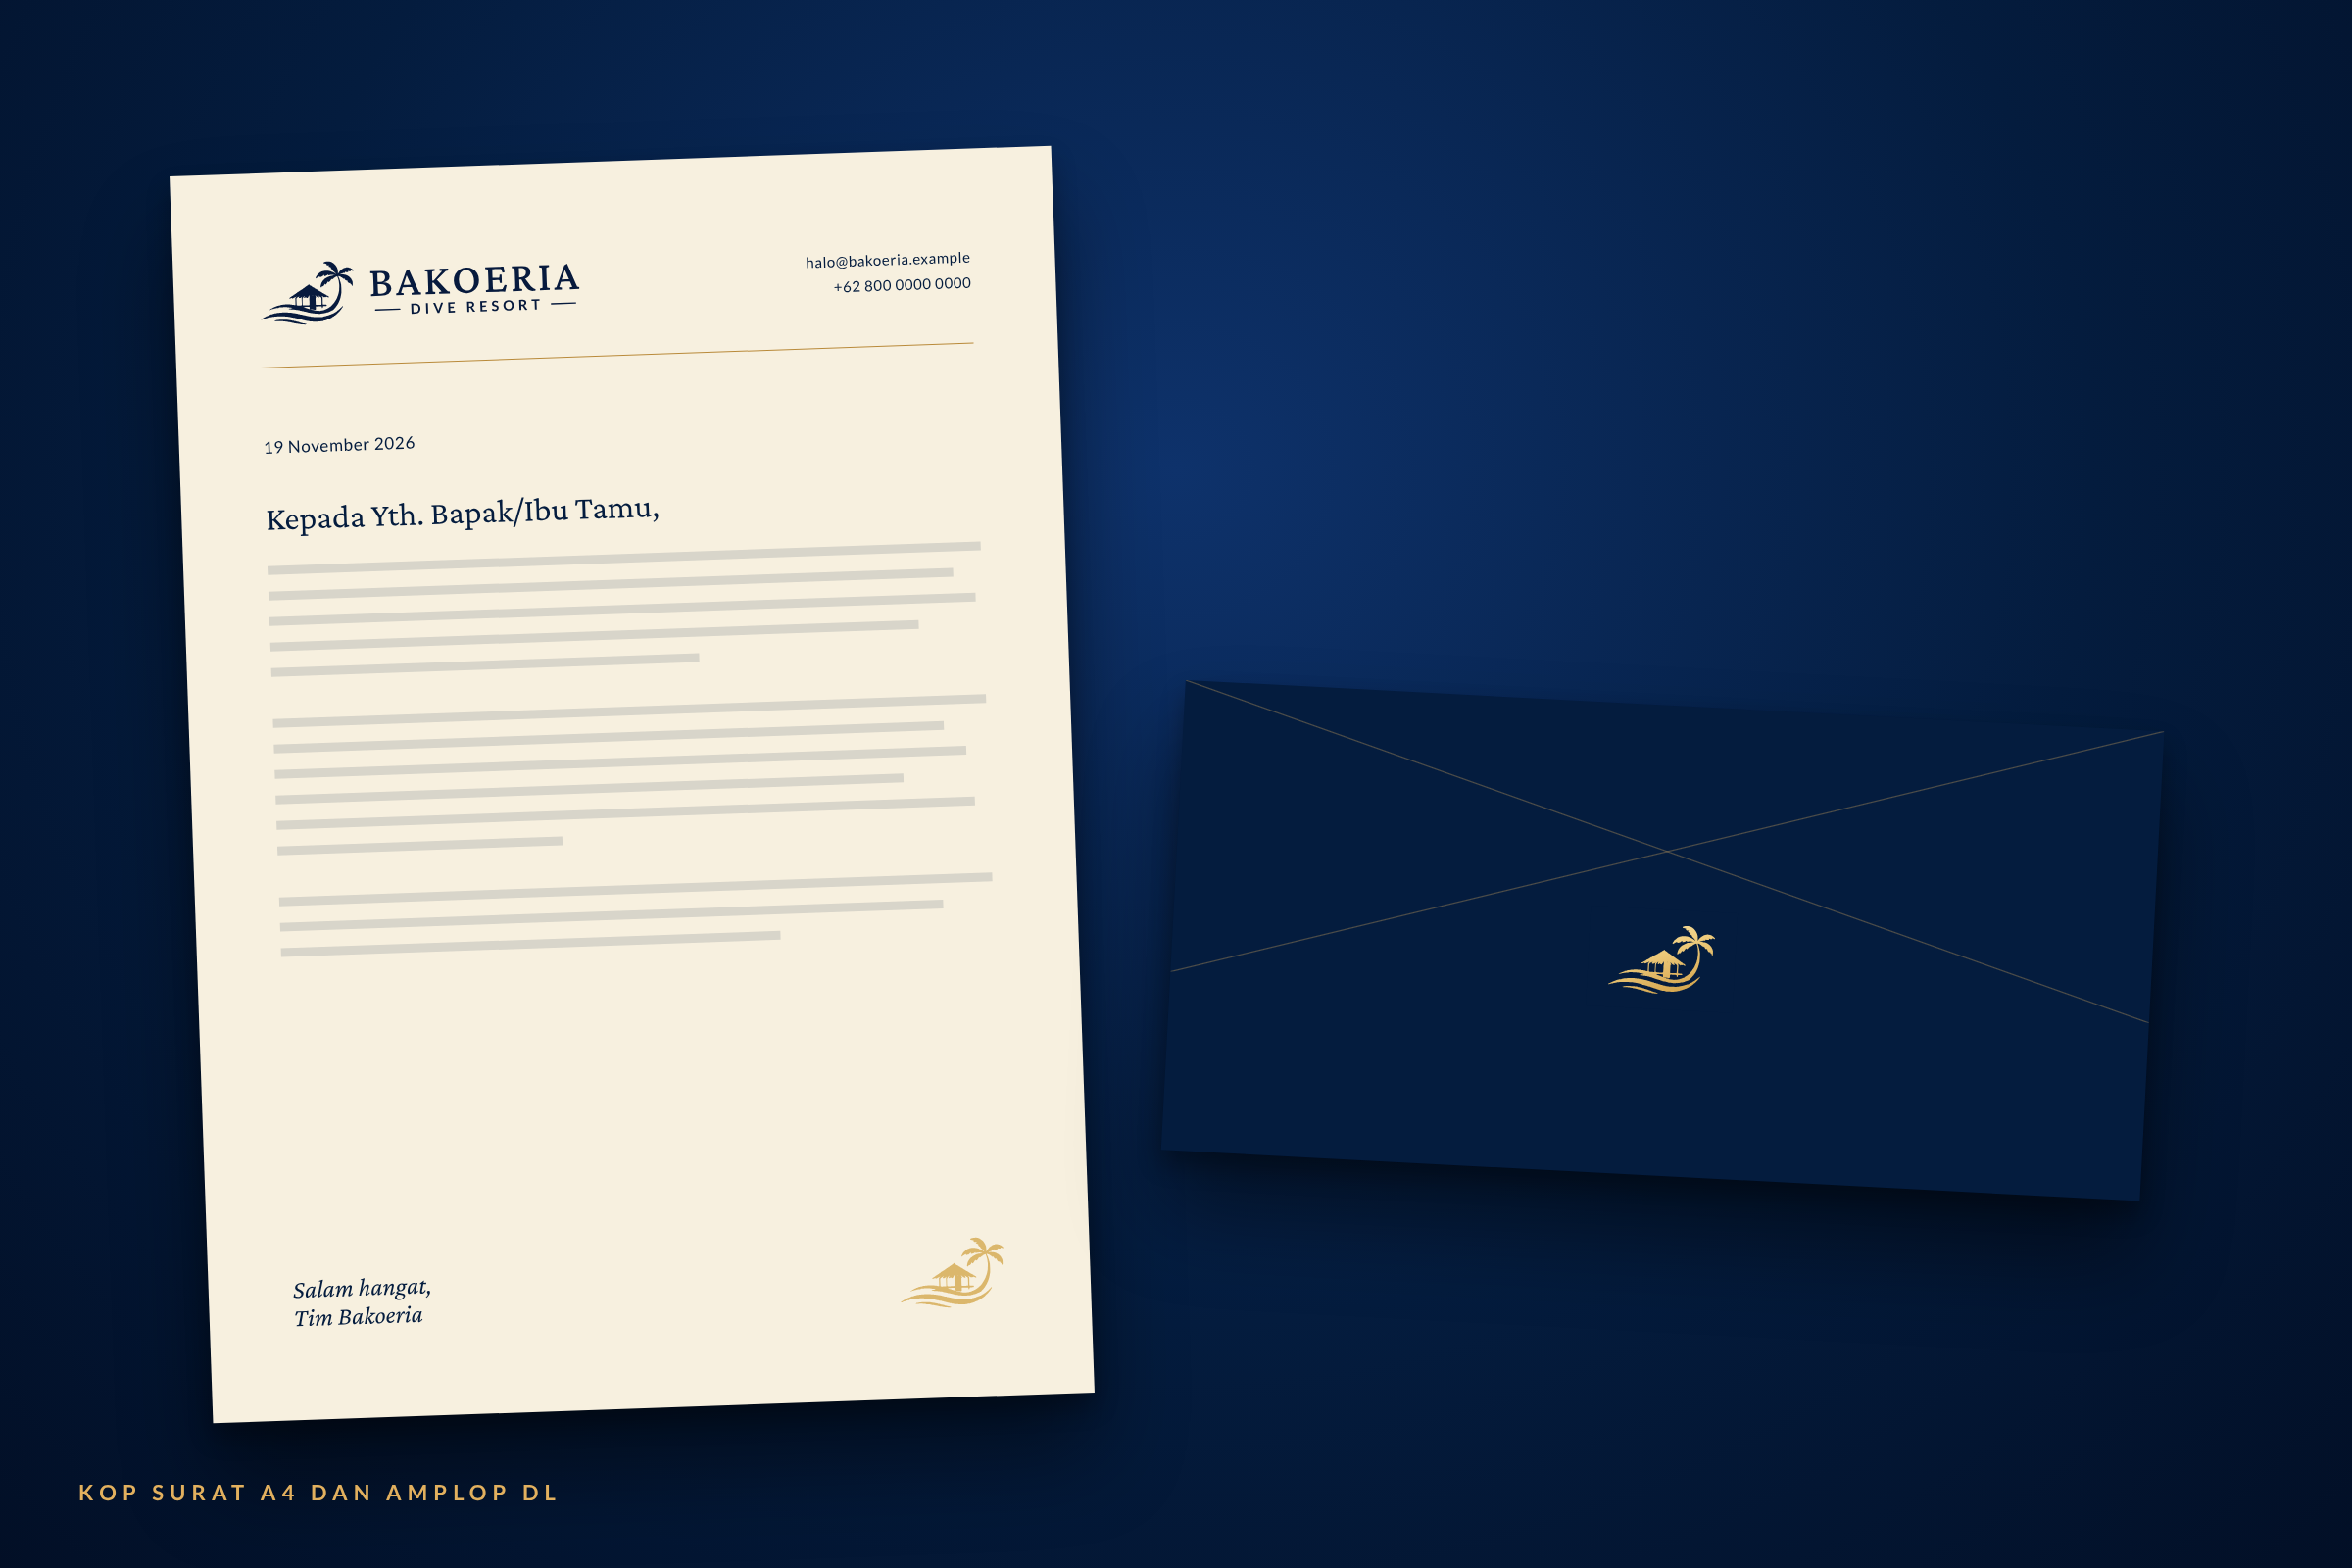 BAKOERIA
DIVE RESORT
halo@bakoeria.example
+62 800 0000 0000
19 November 2026
Kepada Yth. Bapak/Ibu Tamu,
Salam hangat,
Tim Bakoeria
KOP SURAT A4 DAN AMPLOP DL